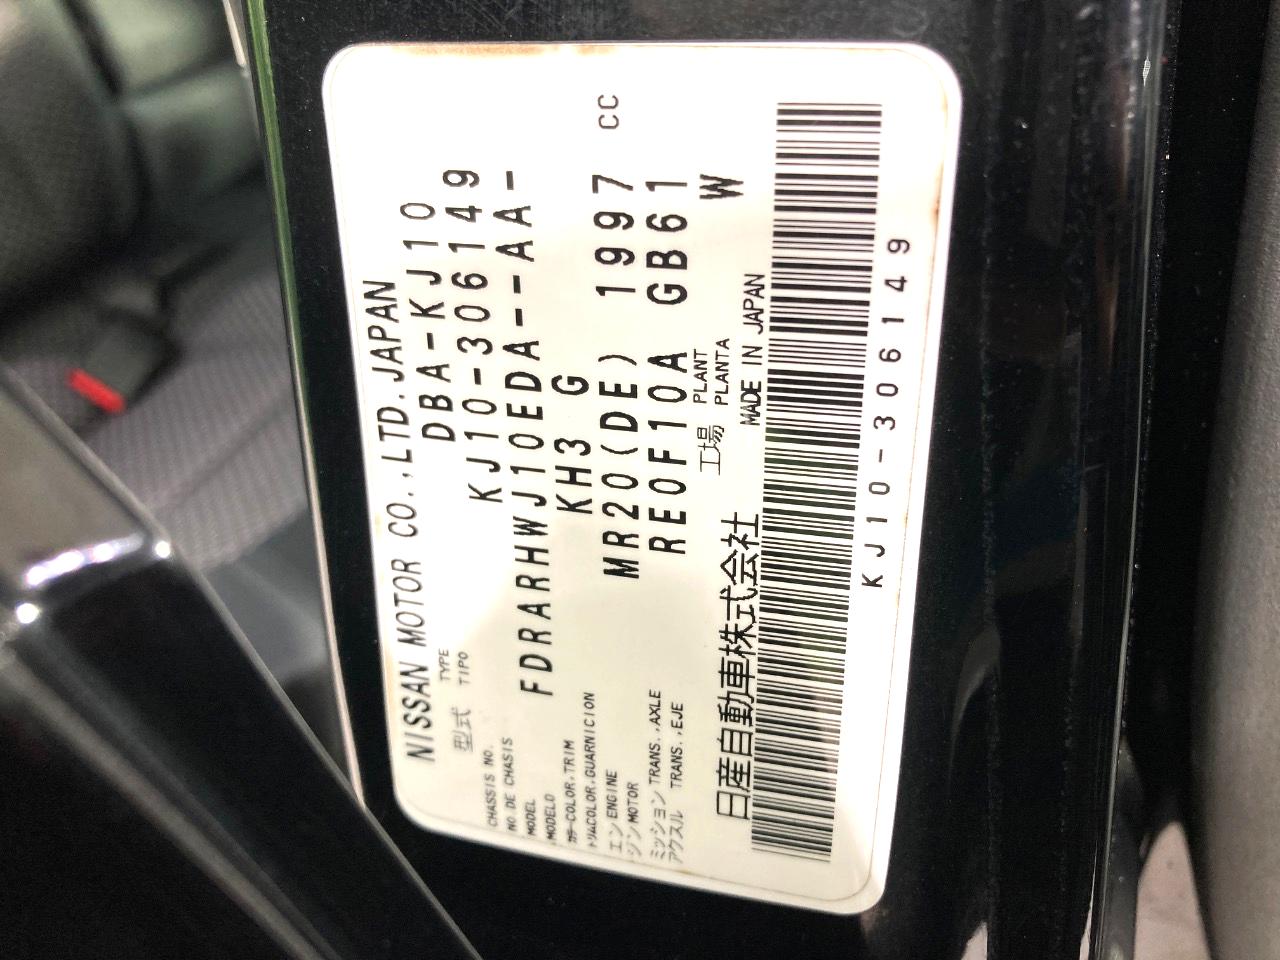 NISSAN MOTOR CO.,LTD.JAPAN
型式 TYPE TIPO DBA-KJ10
CHASSIS NO. NO.DE CHASIS KJ10-306149
MODEL MODELO FDRARHWJ10EDA--AA-
カラー COLOR,TRIM トリム COLOR,GUARNICION KH3 G
エンジン ENGINE MOTOR MR20(DE) 1997 CC
ミッション TRANS.,AXLE アクスル TRANS.,EJE RE0F10A GB61
工場 PLANT PLANTA W
日産自動車株式会社 MADE IN JAPAN
KJ10-306149